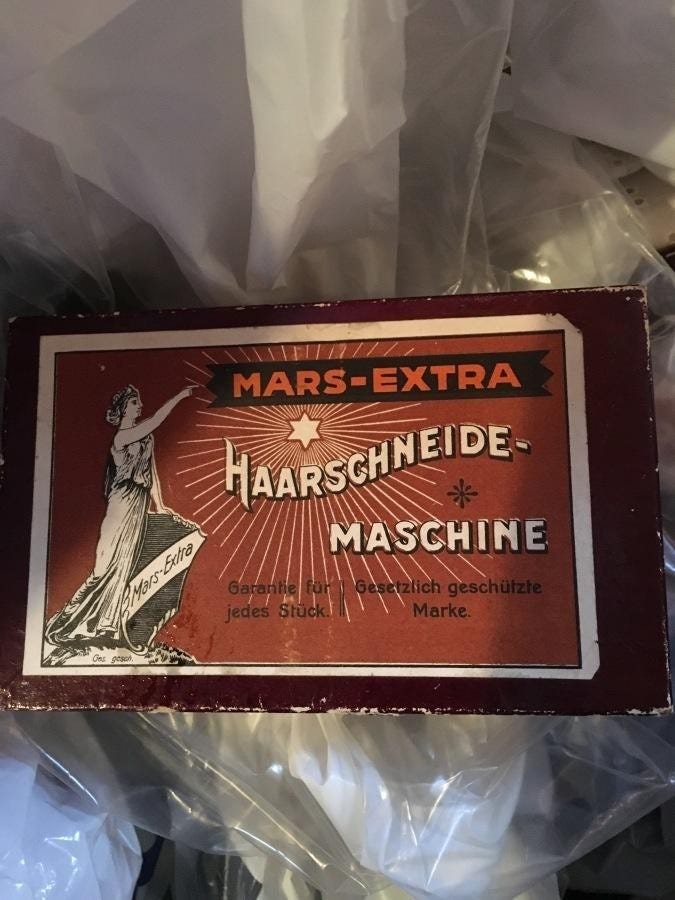 MARS-EXTRA
HAARSCHNEIDE-
MASCHINE
Garantie für
jedes Stück.
Gesetzlich geschützte
Marke.
Mars-Extra
Ges. gesch.